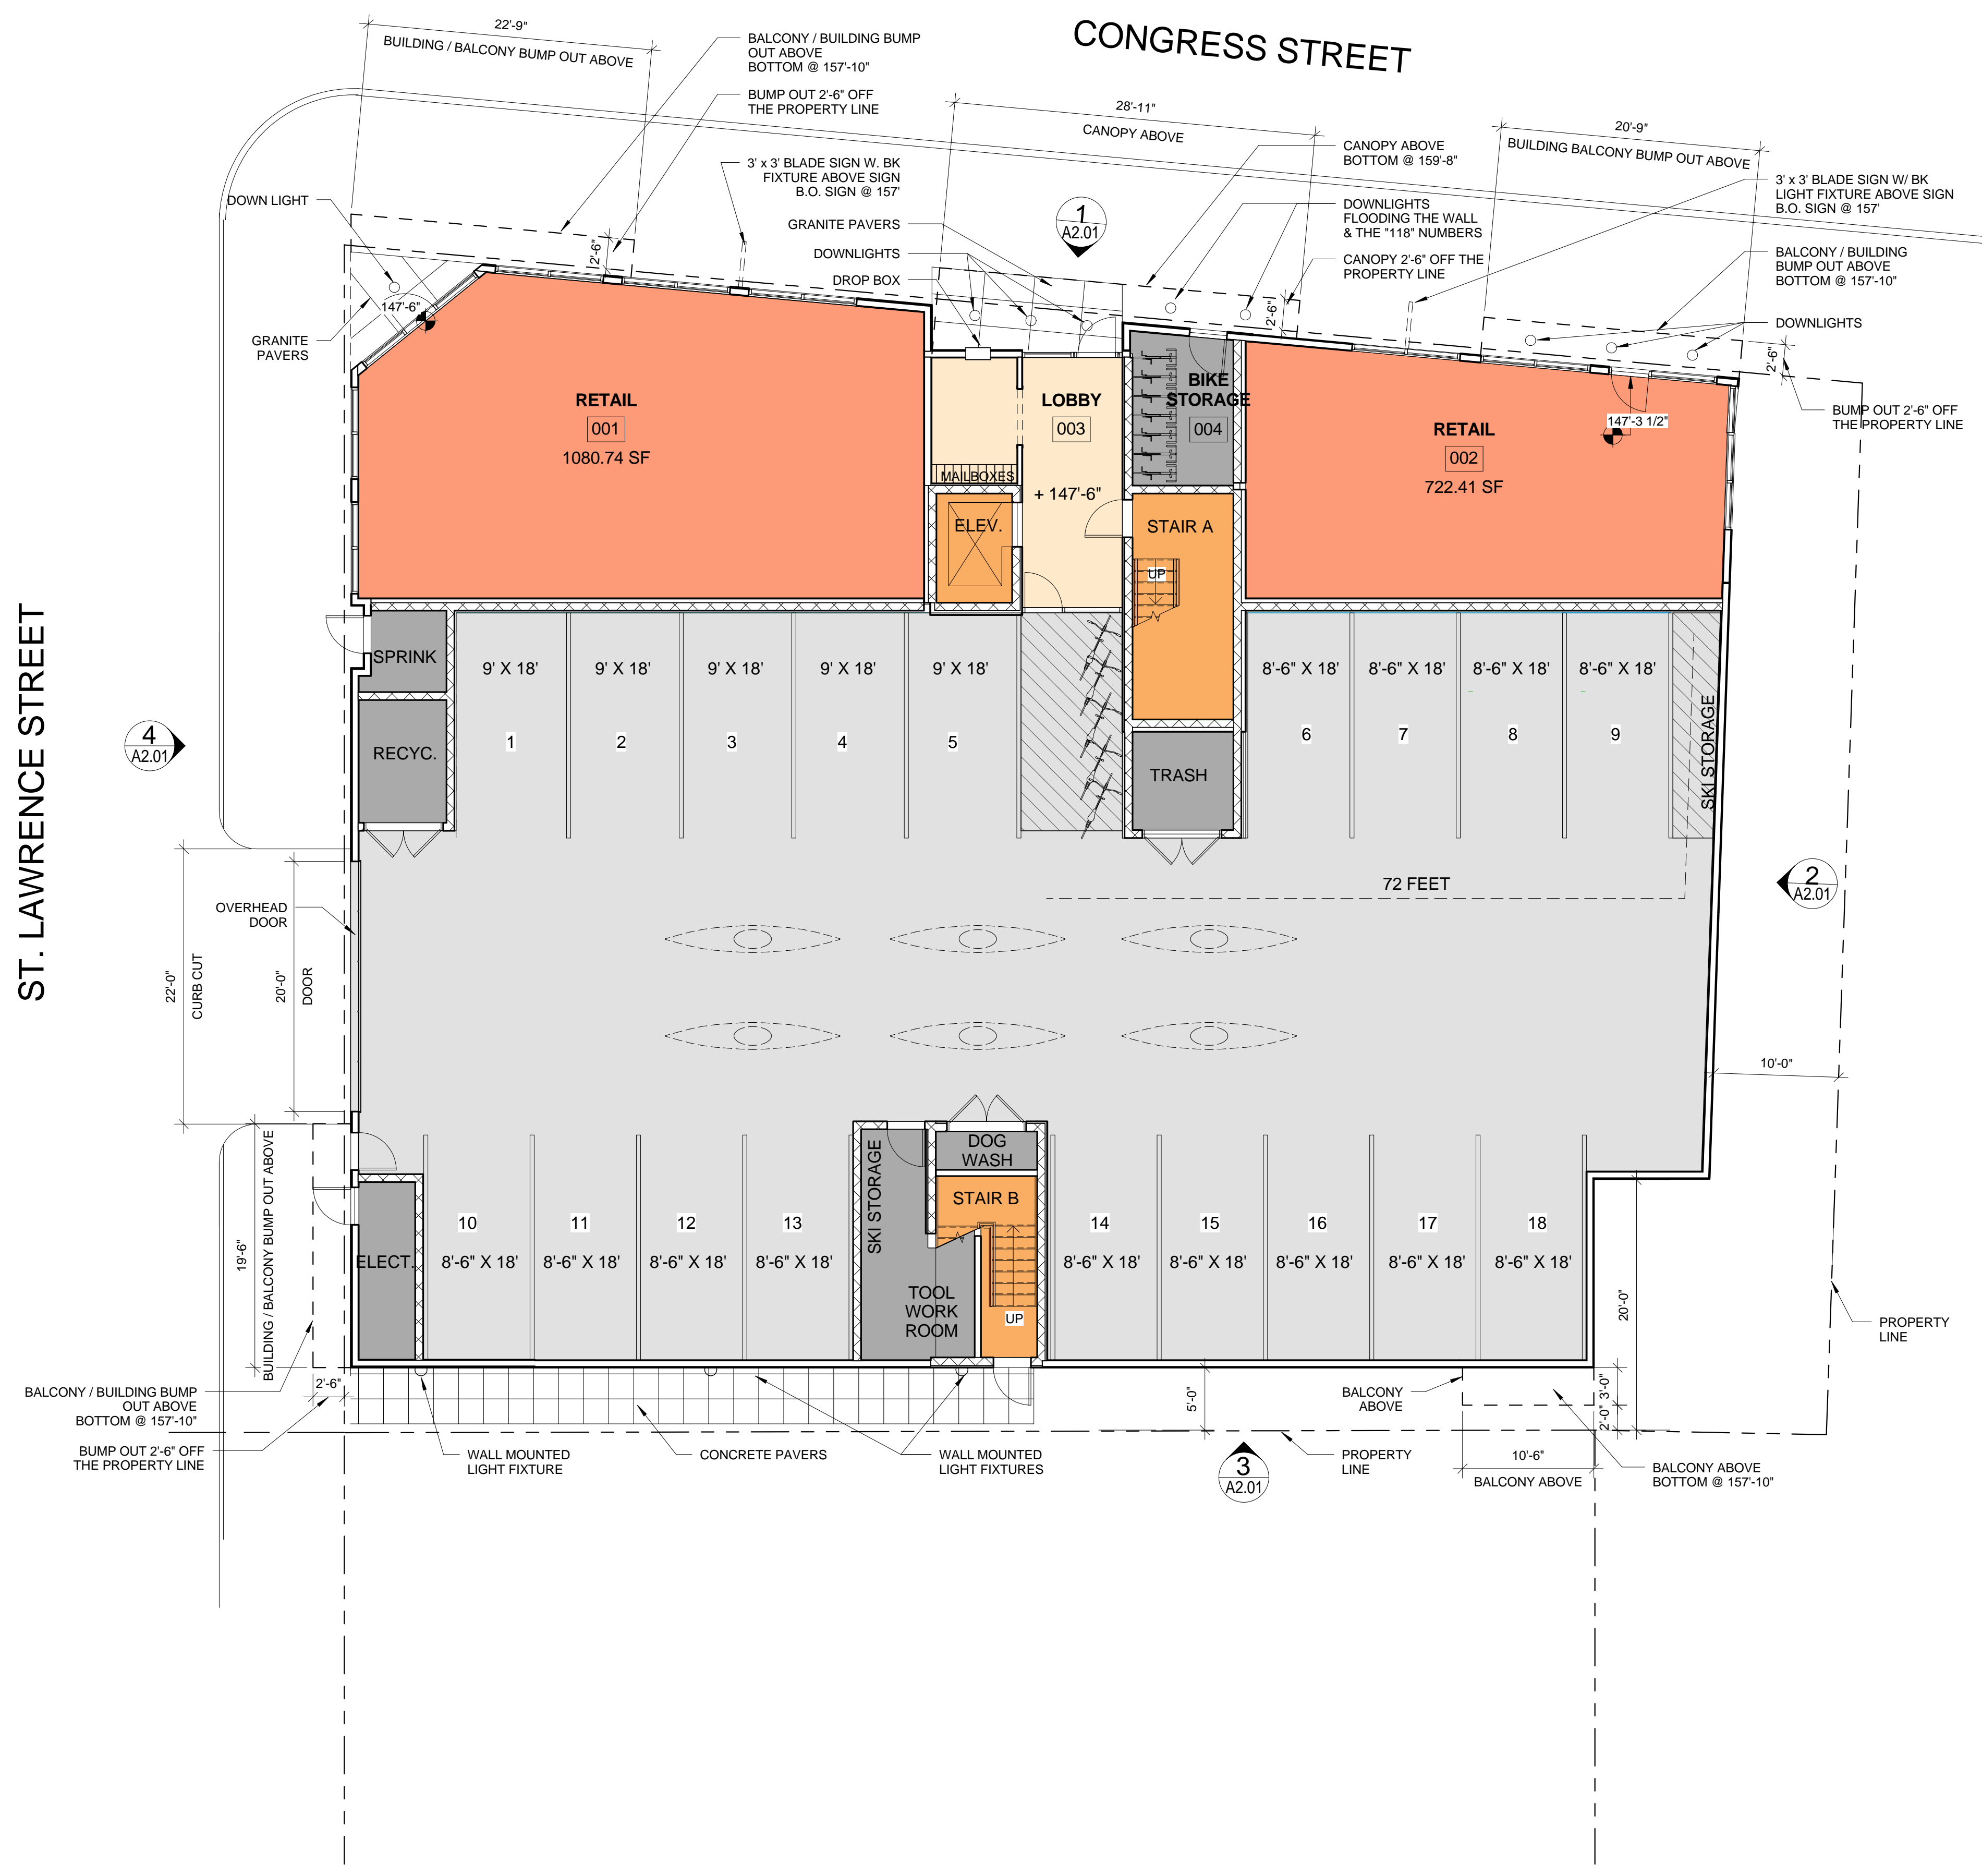 CONGRESS STREET
22'-9"
BUILDING / BALCONY BUMP OUT ABOVE
BALCONY / BUILDING BUMP
OUT ABOVE
BOTTOM @ 157'-10"
BUMP OUT 2'-6" OFF
THE PROPERTY LINE
28'-11"
CANOPY ABOVE
20'-9"
BUILDING BALCONY BUMP OUT ABOVE
CANOPY ABOVE
BOTTOM @ 159'-8"
3' x 3' BLADE SIGN W. BK
FIXTURE ABOVE SIGN
B.O. SIGN @ 157'
3' x 3' BLADE SIGN W/ BK
LIGHT FIXTURE ABOVE SIGN
B.O. SIGN @ 157'
DOWN LIGHT
GRANITE PAVERS
DOWNLIGHTS
DROP BOX
1
A2.01
DOWNLIGHTS
FLOODING THE WALL
& THE "118" NUMBERS
CANOPY 2'-6" OFF THE
PROPERTY LINE
BALCONY / BUILDING
BUMP OUT ABOVE
BOTTOM @ 157'-10"
DOWNLIGHTS
2'-6"
2'-6"
2'-6"
147'-6"
GRANITE
PAVERS
BUMP OUT 2'-6" OFF
THE PROPERTY LINE
147'-3 1/2"
RETAIL
001
1080.74 SF
LOBBY
003
BIKE
STORAGE
004
RETAIL
002
722.41 SF
MAILBOXES
+ 147'-6"
ELEV.
STAIR A
UP
ST. LAWRENCE STREET
SPRINK
9' X 18'
9' X 18'
9' X 18'
9' X 18'
9' X 18'
8'-6" X 18'
8'-6" X 18'
8'-6" X 18'
8'-6" X 18'
RECYC.
1
2
3
4
5
TRASH
6
7
8
9
SKI STORAGE
4
A2.01
72 FEET
2
A2.01
OVERHEAD
DOOR
22'-0"
CURB CUT
20'-0"
DOOR
10'-0"
19'-6"
BUILDING / BALCONY BUMP OUT ABOVE
SKI STORAGE
DOG
WASH
STAIR B
10
11
12
13
14
15
16
17
18
ELECT.
8'-6" X 18'
8'-6" X 18'
8'-6" X 18'
8'-6" X 18'
8'-6" X 18'
8'-6" X 18'
8'-6" X 18'
8'-6" X 18'
8'-6" X 18'
TOOL
WORK
ROOM
UP
20'-0"
PROPERTY
LINE
2'-6"
BALCONY / BUILDING BUMP
OUT ABOVE
BOTTOM @ 157'-10"
BUMP OUT 2'-6" OFF
THE PROPERTY LINE
WALL MOUNTED
LIGHT FIXTURE
CONCRETE PAVERS
WALL MOUNTED
LIGHT FIXTURES
5'-0"
3
A2.01
PROPERTY
LINE
BALCONY
ABOVE
3'-0"
2'-0"
10'-6"
BALCONY ABOVE
BALCONY ABOVE
BOTTOM @ 157'-10"